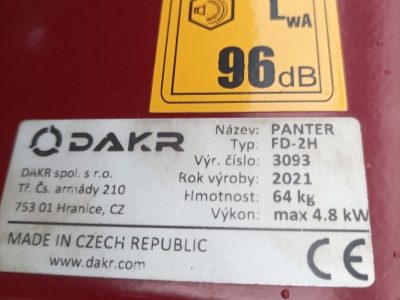 LWA
96dB
DAKR
DAKR spol. s r.o.
Tř. Čs. armády 210
753 01 Hranice, CZ
Název: PANTER
Typ: FD-2H
Výr. číslo: 3093
Rok výroby: 2021
Hmotnost: 64 kg
Výkon: max 4.8 kW
MADE IN CZECH REPUBLIC
www.dakr.com
CE